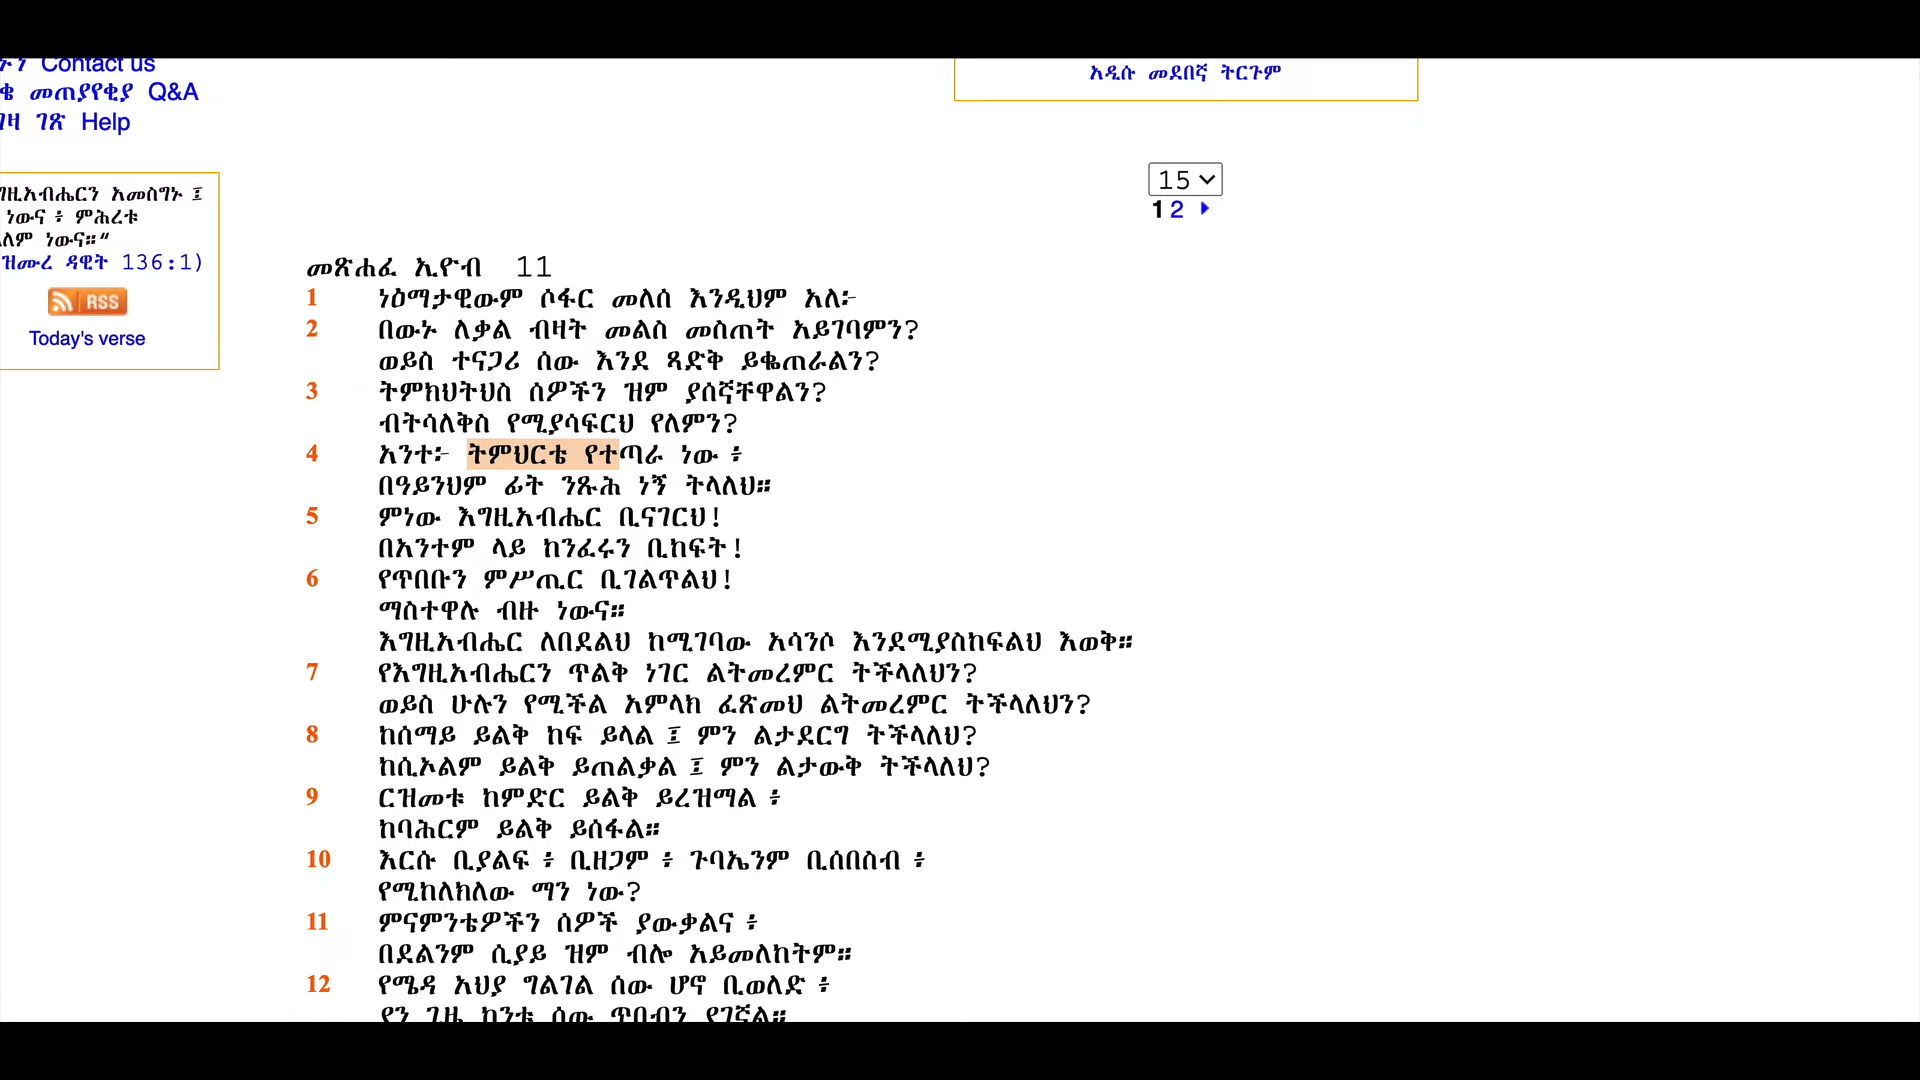 Contact us
መጠያየቂያ Q&A
ገጽ Help
አዲሱ መደበኛ ትርጉም
አመስግኑ ፤
ነውና ፥ ምሕረቱ
ነውና።“
ዳዊት 136:1)
RSS
Today's verse
15
1 2
መጽሐፈ ኢዮብ 11
1 ነዕማታዊውም ሶፋር መለሰ እንዲህም አለ፦
2 በውኑ ለቃል ብዛት መልስ መስጠት አይገባምን?
ወይስ ተናጋሪ ሰው እንደ ጻድቅ ይቈጠራልን?
3 ትምክህትህስ ሰዎችን ዝም ያሰኛቸዋልን?
ብትሳለቅስ የሚያሳፍርህ የለምን?
4 አንተ፦ ትምህርቴ የተጣራ ነው ፥
በዓይንህም ፊት ንጹሕ ነኝ ትላለህ።
5 ምነው እግዚአብሔር ቢናገርህ!
በአንተም ላይ ከንፈሩን ቢከፍት!
6 የጥበቡን ምሥጢር ቢገልጥልህ!
ማስተዋሉ ብዙ ነውና።
እግዚአብሔር ለበደልህ ከሚገባው አሳንሶ እንደሚያስከፍልህ እወቅ።
7 የእግዚአብሔርን ጥልቅ ነገር ልትመረምር ትችላለህን?
ወይስ ሁሉን የሚችል አምላክ ፈጽመህ ልትመረምር ትችላለህን?
8 ከሰማይ ይልቅ ከፍ ይላል ፤ ምን ልታደርግ ትችላለህ?
ከሲኦልም ይልቅ ይጠልቃል ፤ ምን ልታውቅ ትችላለህ?
9 ርዝመቱ ከምድር ይልቅ ይረዝማል ፥
ከባሕርም ይልቅ ይሰፋል።
10 እርሱ ቢያልፍ ፥ ቢዘጋም ፥ ጉባኤንም ቢሰበስብ ፥
የሚከለክለው ማን ነው?
11 ምናምንቴዎችን ሰዎች ያውቃልና ፥
በደልንም ሲያይ ዝም ብሎ አይመለከትም።
12 የሜዳ አህያ ግልገል ሰው ሆኖ ቢወለድ ፥
ያን ጊዜ ከንቱ ሰው ጥበብን ያገኛል።